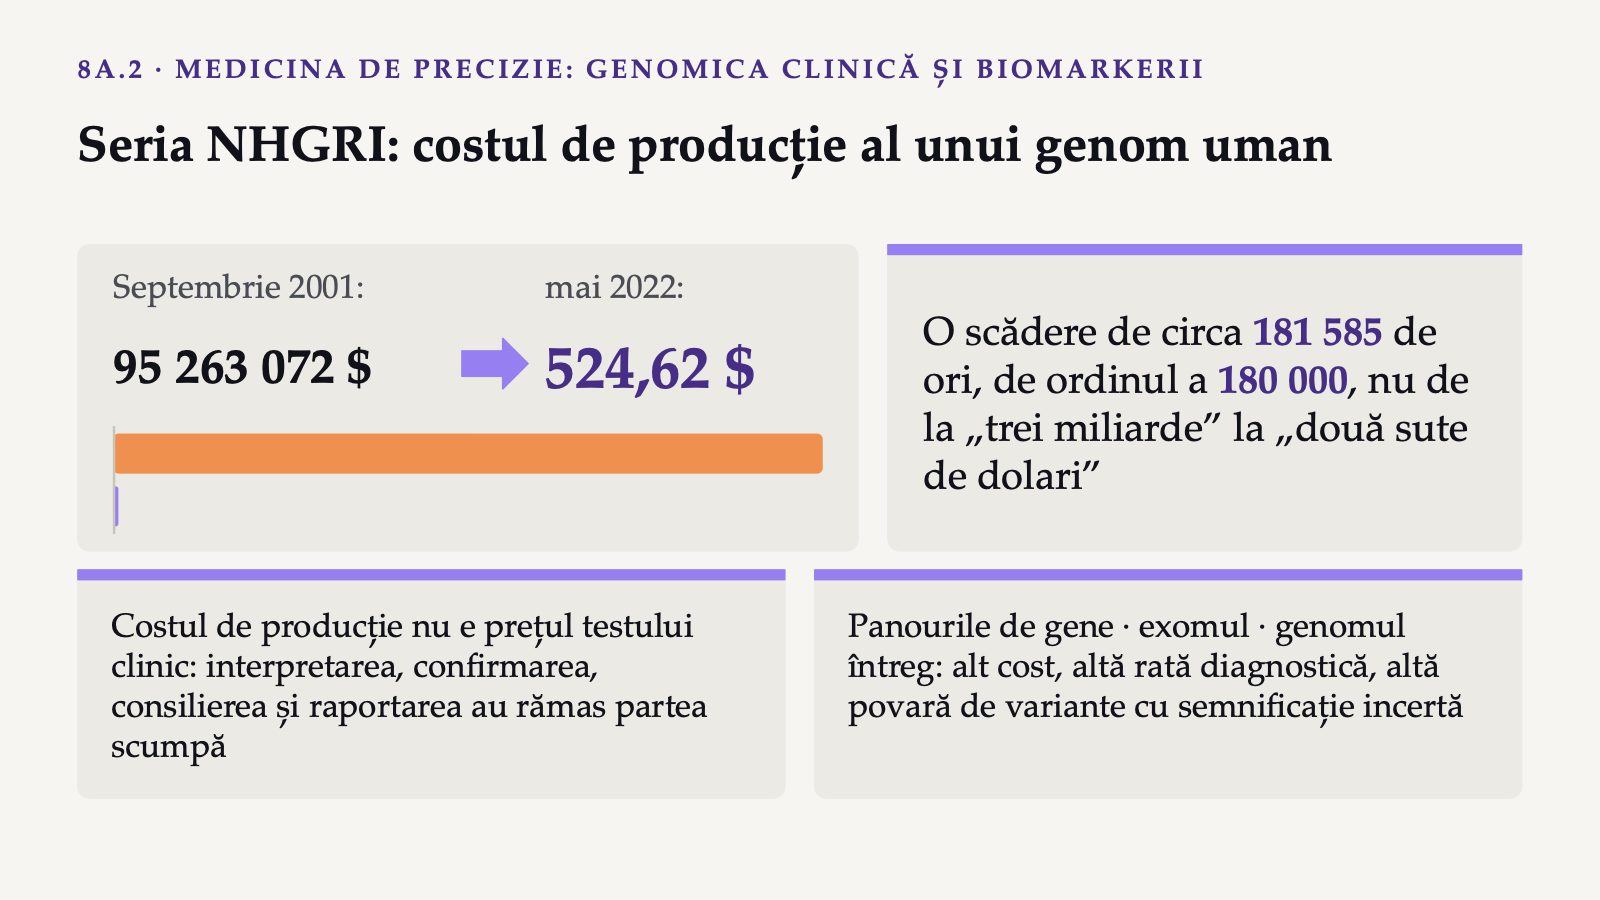 8A.2 · MEDICINA DE PRECIZIE: GENOMICA CLINICĂ ȘI BIOMARKERII
Seria NHGRI: costul de producție al unui genom uman
Septembrie 2001:
95 263 072 $
mai 2022:
524,62 $
O scădere de circa 181 585 de
ori, de ordinul a 180 000, nu de
la „trei miliarde” la „două sute
de dolari”
Costul de producție nu e prețul testului
clinic: interpretarea, confirmarea,
consilierea și raportarea au rămas partea
scumpă
Panourile de gene · exomul · genomul
întreg: alt cost, altă rată diagnostică, altă
povară de variante cu semnificație incertă